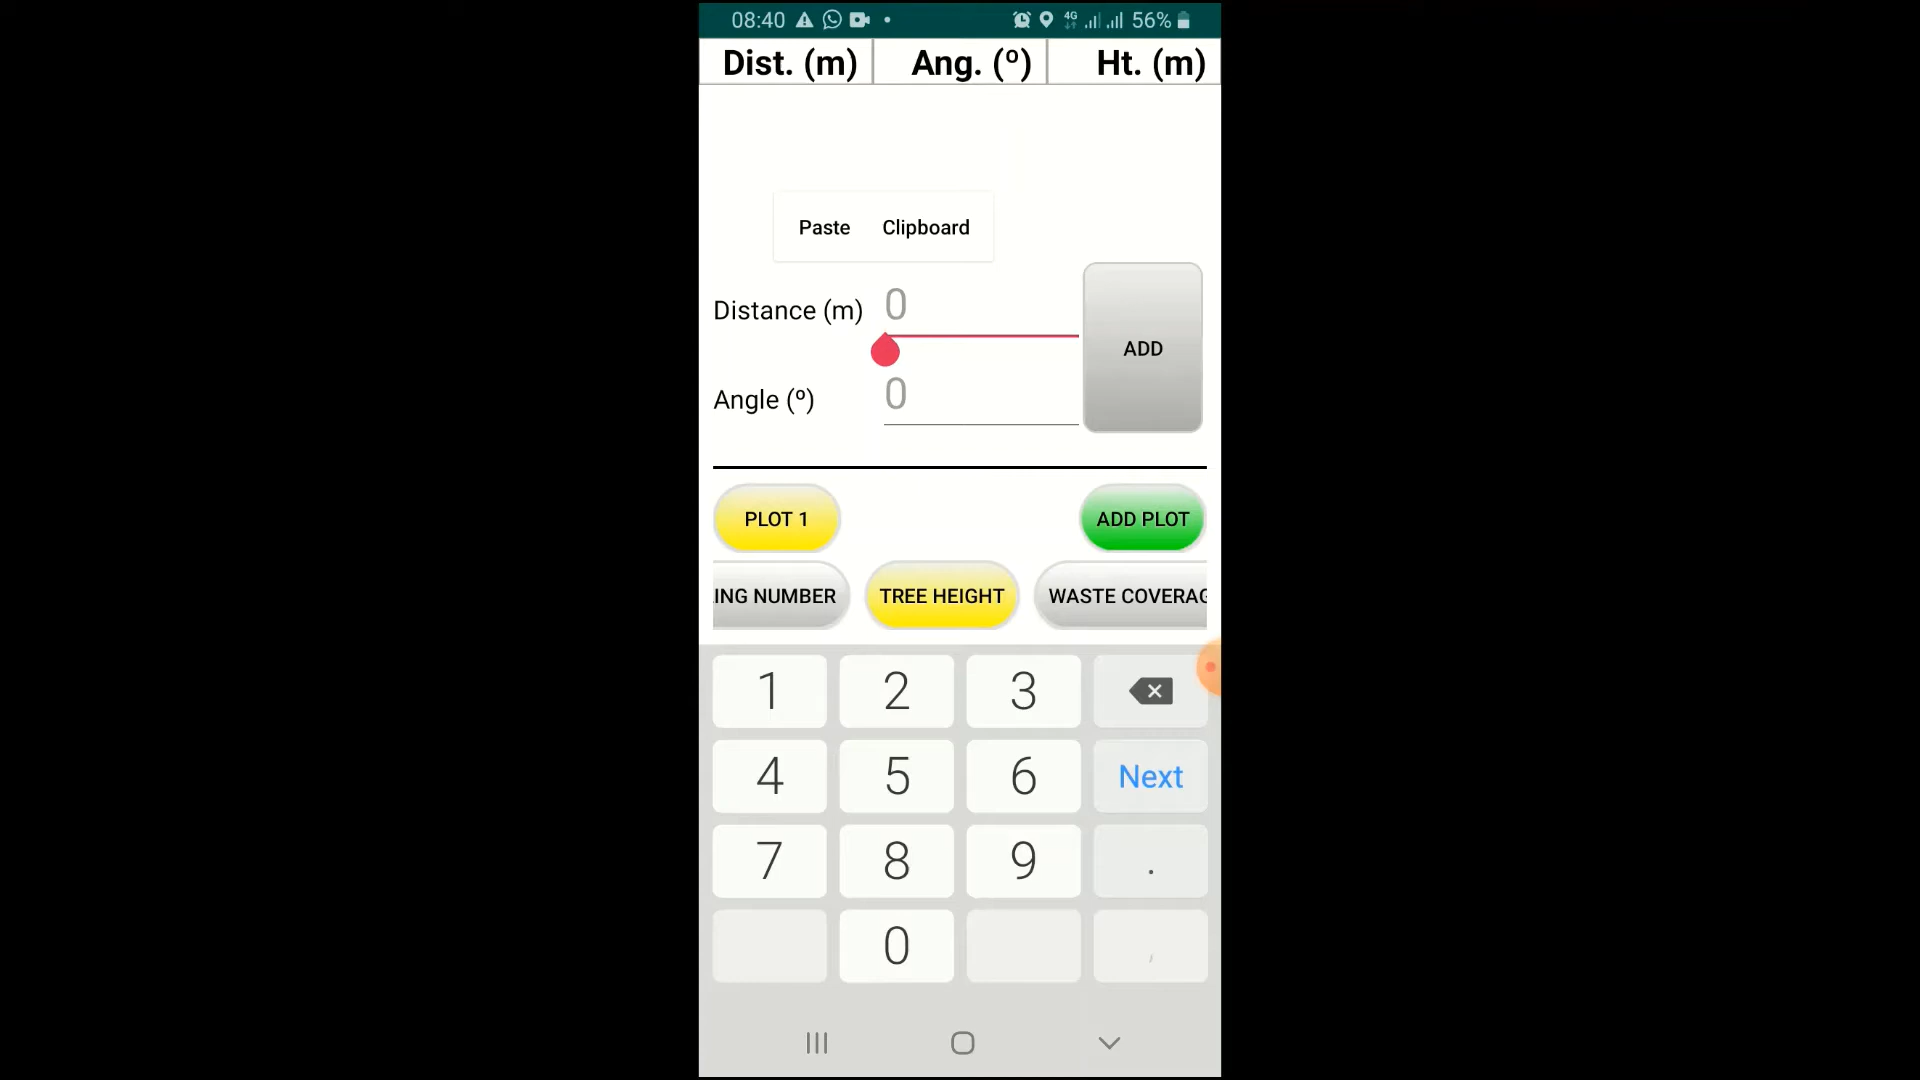 08:40 4G 56%
Dist. (m) Ang. (º) Ht. (m)
Paste Clipboard
Distance (m) 0
ADD
Angle (º) 0
PLOT 1 ADD PLOT
ING NUMBER TREE HEIGHT WASTE COVERAG
1 2 3
4 5 6 Next
7 8 9 .
0 ,